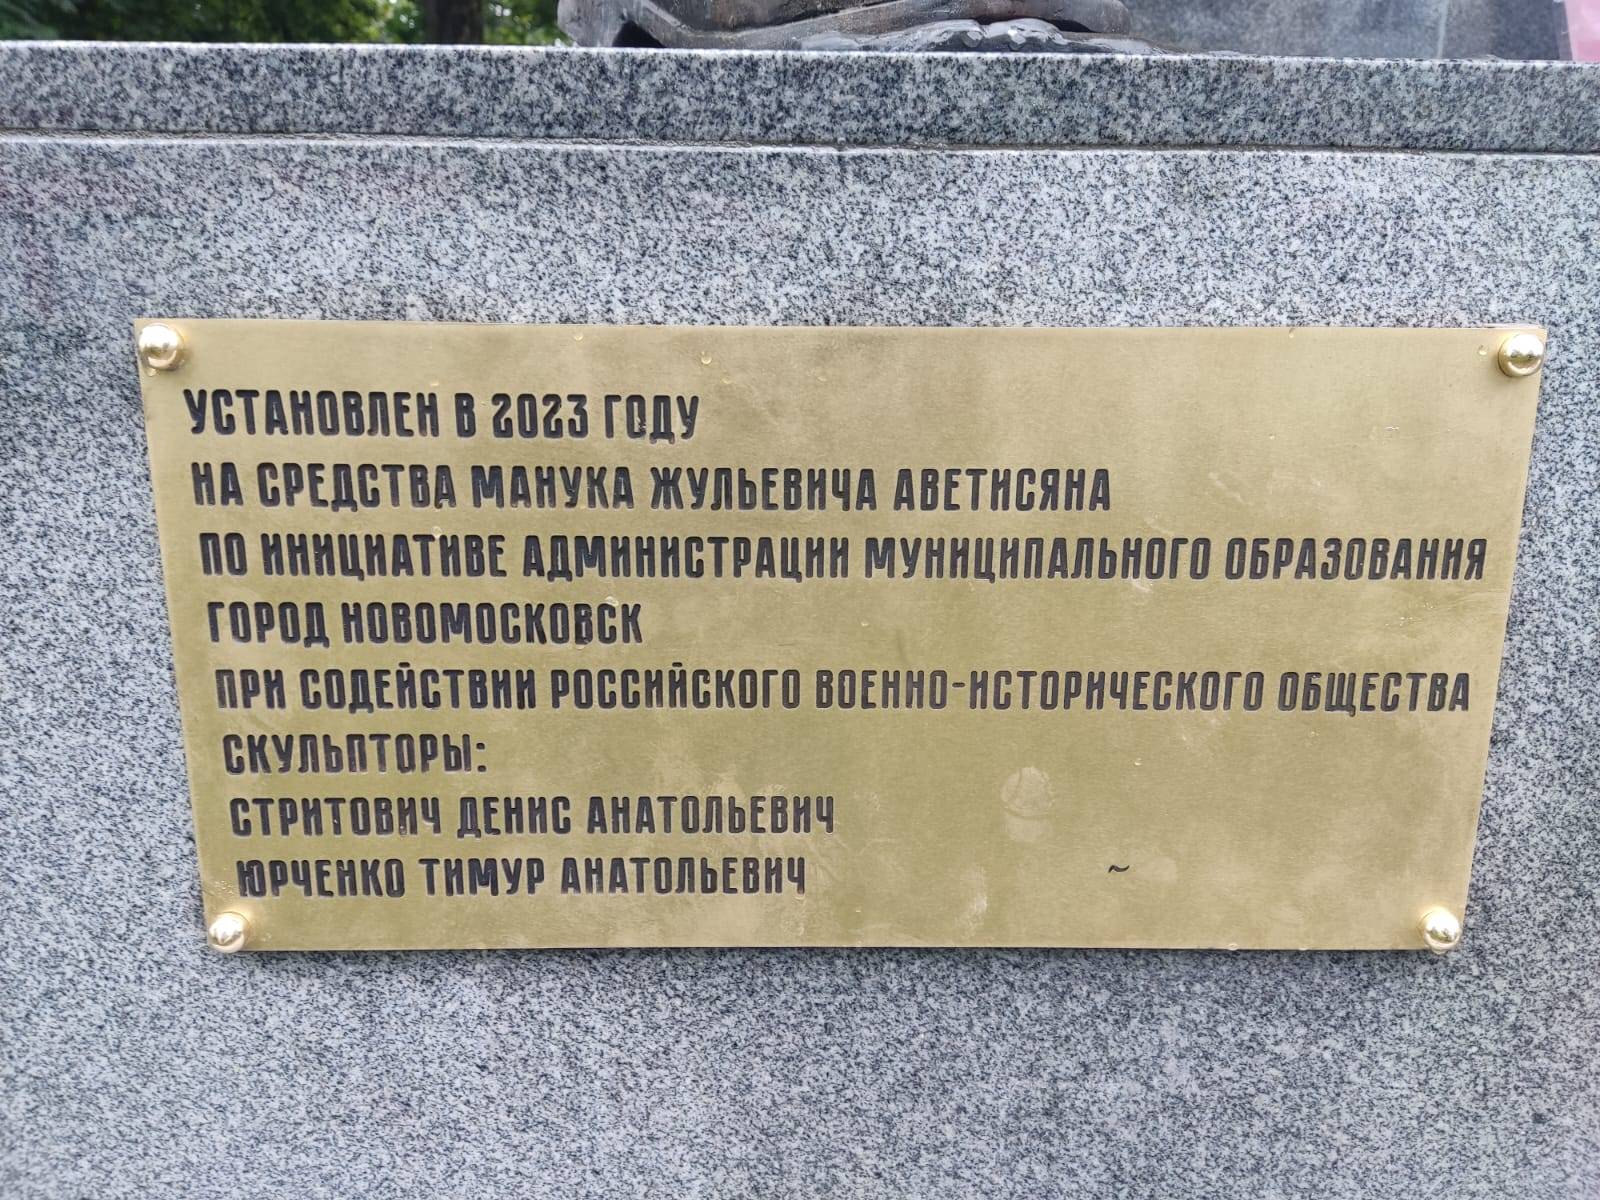 УСТАНОВЛЕН В 2023 ГОДУ
НА СРЕДСТВА МАНУКА ЖУЛЬЕВИЧА АВЕТИСЯНА
ПО ИНИЦИАТИВЕ АДМИНИСТРАЦИИ МУНИЦИПАЛЬНОГО ОБРАЗОВАНИЯ
ГОРОД НОВОМОСКОВСК
ПРИ СОДЕЙСТВИИ РОССИЙСКОГО ВОЕННО-ИСТОРИЧЕСКОГО ОБЩЕСТВА
СКУЛЬПТОРЫ:
СТРИТОВИЧ ДЕНИС АНАТОЛЬЕВИЧ
ЮРЧЕНКО ТИМУР АНАТОЛЬЕВИЧ ~